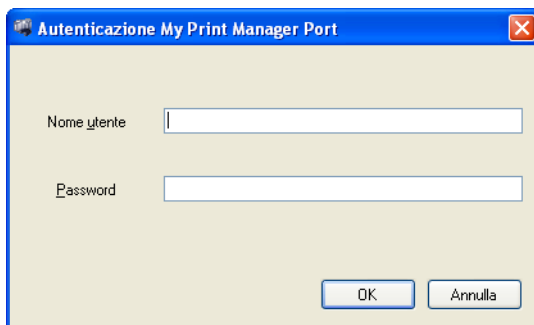 Autenticazione My Print Manager Port
Nome utente
Password
OK Annulla